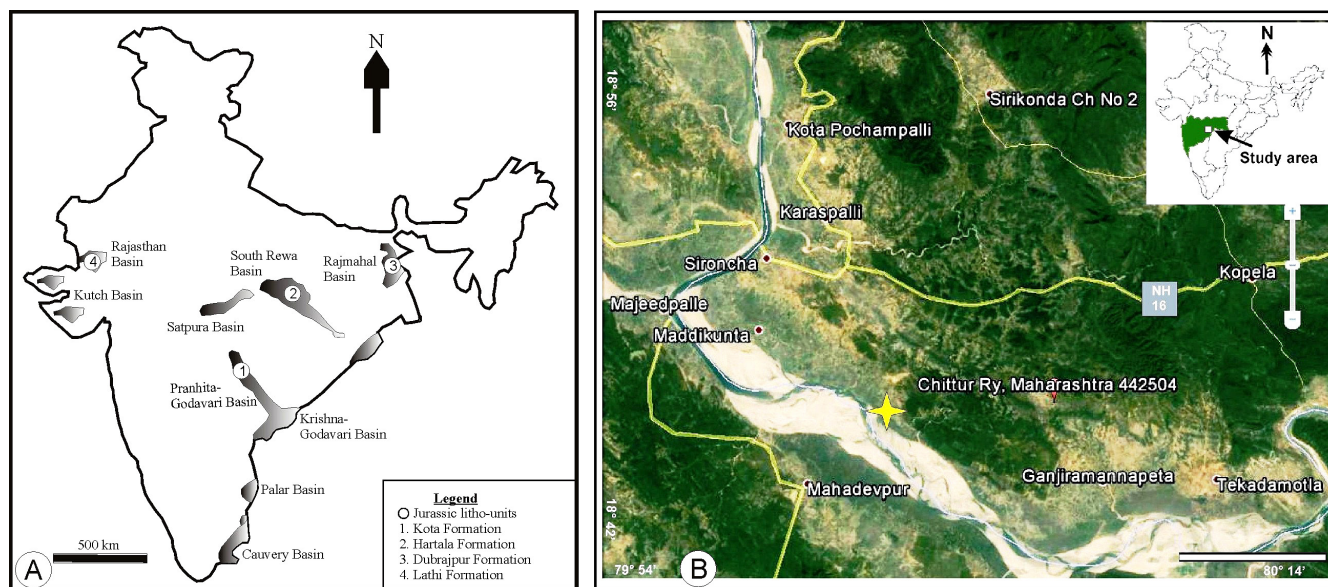 N
Rajasthan
Basin
4
Kutch Basin
South Rewa
Basin
2
Rajmahal
Basin
3
Satpura Basin
1
Pranhita-
Godavari Basin
Krishna-
Godavari Basin
Palar Basin
Cauvery Basin
500 km
A
Legend
Jurassic litho-units
1. Kota Formation
2. Hartala Formation
3. Dubrajpur Formation
4. Lathi Formation
18° 56'
Sirikonda Ch No 2
Kota Pochampalli
N
Study area
Karaspalli
Sironcha
Kopela
NH
16
Majeedpalle
Maddikunta
Chittur Ry, Maharashtra 442504
Ganjiramannapeta
Tekadamotla
Mahadevpur
18° 42'
79° 54'
80° 14'
B